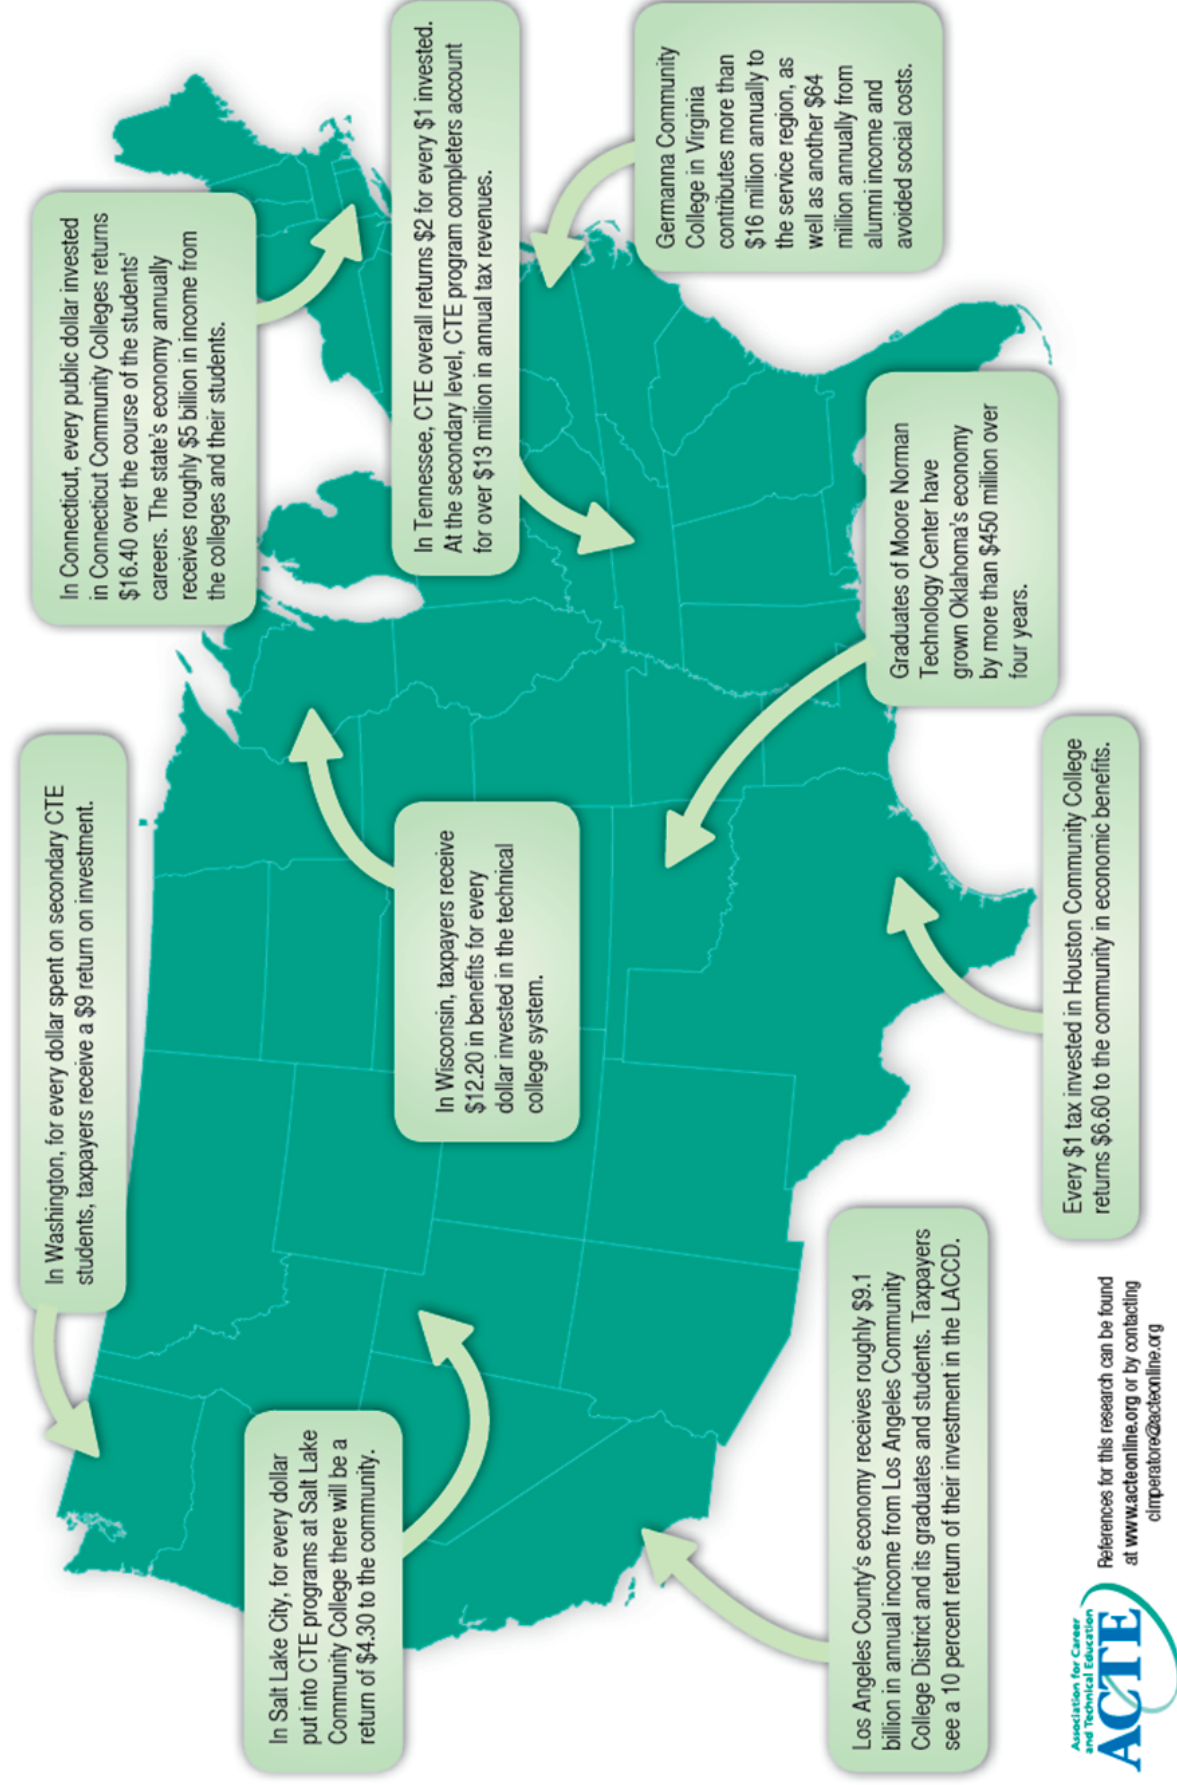 In Washington, for every dollar spent on secondary CTE
students, taxpayers receive a $9 return on investment.
In Connecticut, every public dollar invested
in Connecticut Community Colleges returns
$16.40 over the course of the students'
careers. The state's economy annually
receives roughly $5 billion in income from
the colleges and their students.
In Salt Lake City, for every dollar
put into CTE programs at Salt Lake
Community College there will be a
return of $4.30 to the community.
In Wisconsin, taxpayers receive
$12.20 in benefits for every
dollar invested in the technical
college system.
In Tennessee, CTE overall returns $2 for every $1 invested.
At the secondary level, CTE program completers account
for over $13 million in annual tax revenues.
Germanna Community
College in Virginia
contributes more than
$16 million annually to
the service region, as
well as another $64
million annually from
alumni income and
avoided social costs.
Los Angeles County's economy receives roughly $9.1
billion in annual income from Los Angeles Community
College District and its graduates and students. Taxpayers
see a 10 percent return of their investment in the LACCD.
Graduates of Moore Norman
Technology Center have
grown Oklahoma's economy
by more than $450 million over
four years.
Every $1 tax invested in Houston Community College
returns $6.60 to the community in economic benefits.
Association for Career
and Technical Education
ACTE
References for this research can be found
at www.acteonline.org or by contacting
cimperatore@acteonline.org